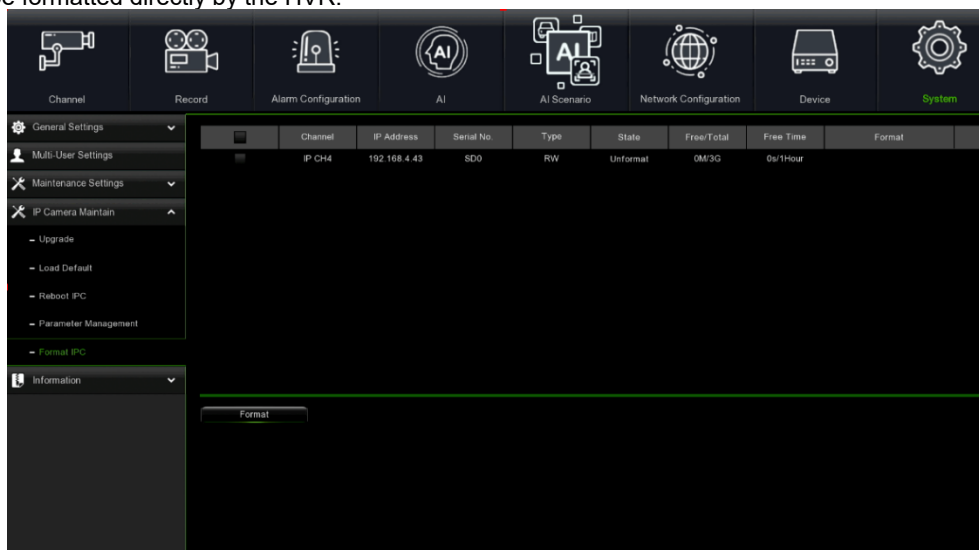 be formatted directly by the HVR.
Channel Record Alarm Configuration AI AI Scenario Network Configuration Device System
General Settings
Multi-User Settings
Maintenance Settings
IP Camera Maintain
Upgrade
Load Default
Reboot IPC
Parameter Management
Format IPC
Information
Channel IP Address Serial No. Type State Free/Total Free Time Format
IP CH4 192.168.4.43 SD0 RW Unformat 0M/3G 0s/1Hour
Format